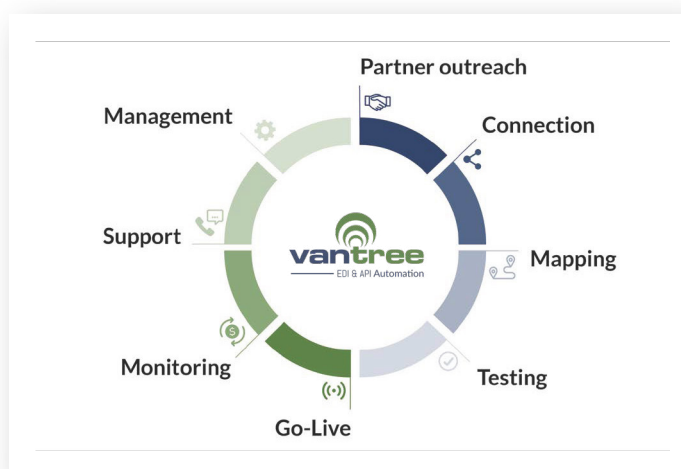 Partner outreach
Connection
Mapping
Testing
Go-Live
Monitoring
Support
Management
vantree
EDI & API Automation